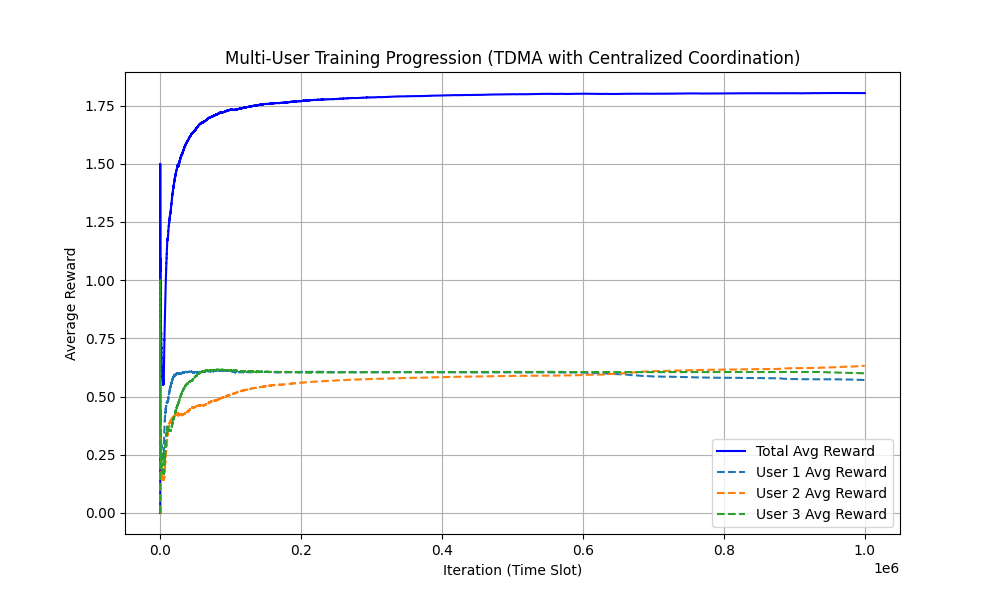 Multi-User Training Progression (TDMA with Centralized Coordination)
Average Reward
1.75
1.50
1.25
1.00
0.75
0.50
0.25
0.00
Total Avg Reward
User 1 Avg Reward
User 2 Avg Reward
User 3 Avg Reward
0.0 0.2 0.4 0.6 0.8 1.0
1e6
Iteration (Time Slot)